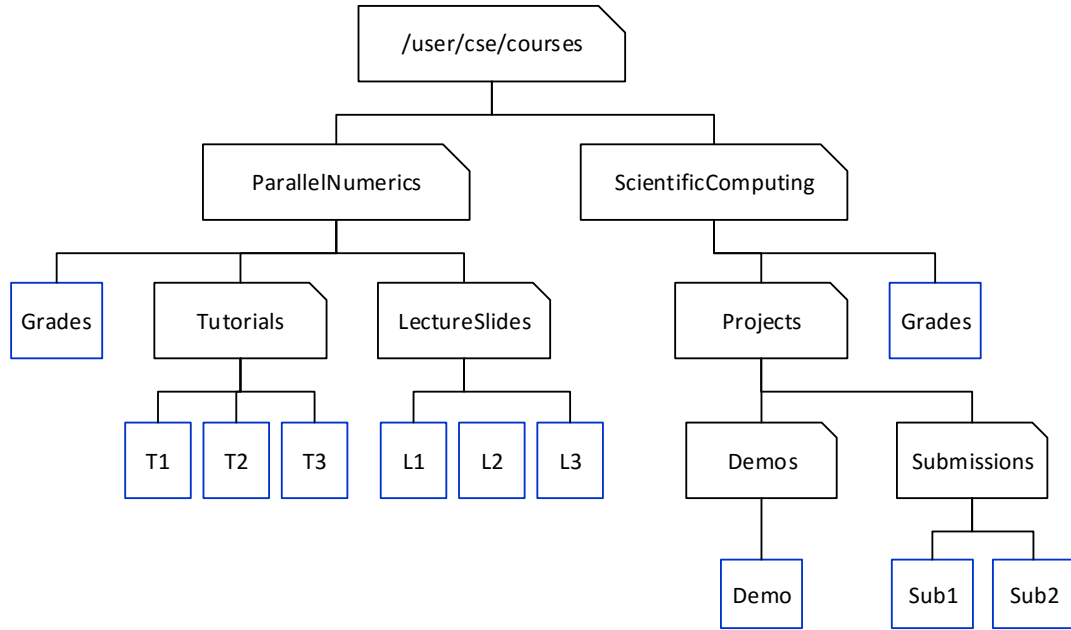 /user/cse/courses
ParallelNumerics
ScientificComputing
Grades
Tutorials
LectureSlides
Projects
Grades
T1
T2
T3
L1
L2
L3
Demos
Submissions
Demo
Sub1
Sub2